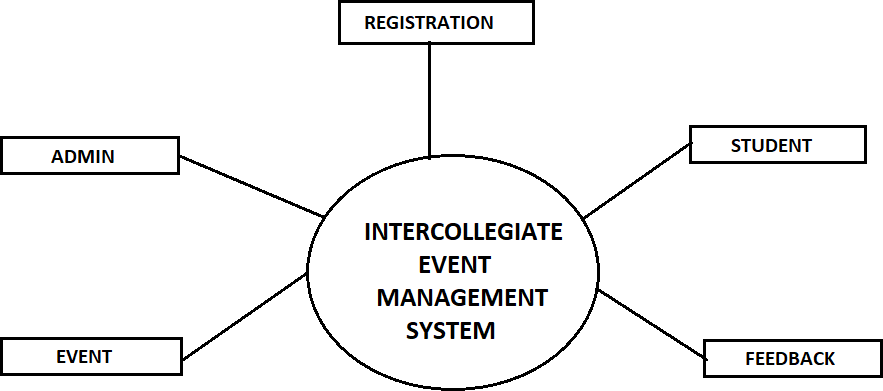 REGISTRATION
ADMIN
STUDENT
INTERCOLLEGIATE
EVENT
MANAGEMENT
SYSTEM
EVENT
FEEDBACK